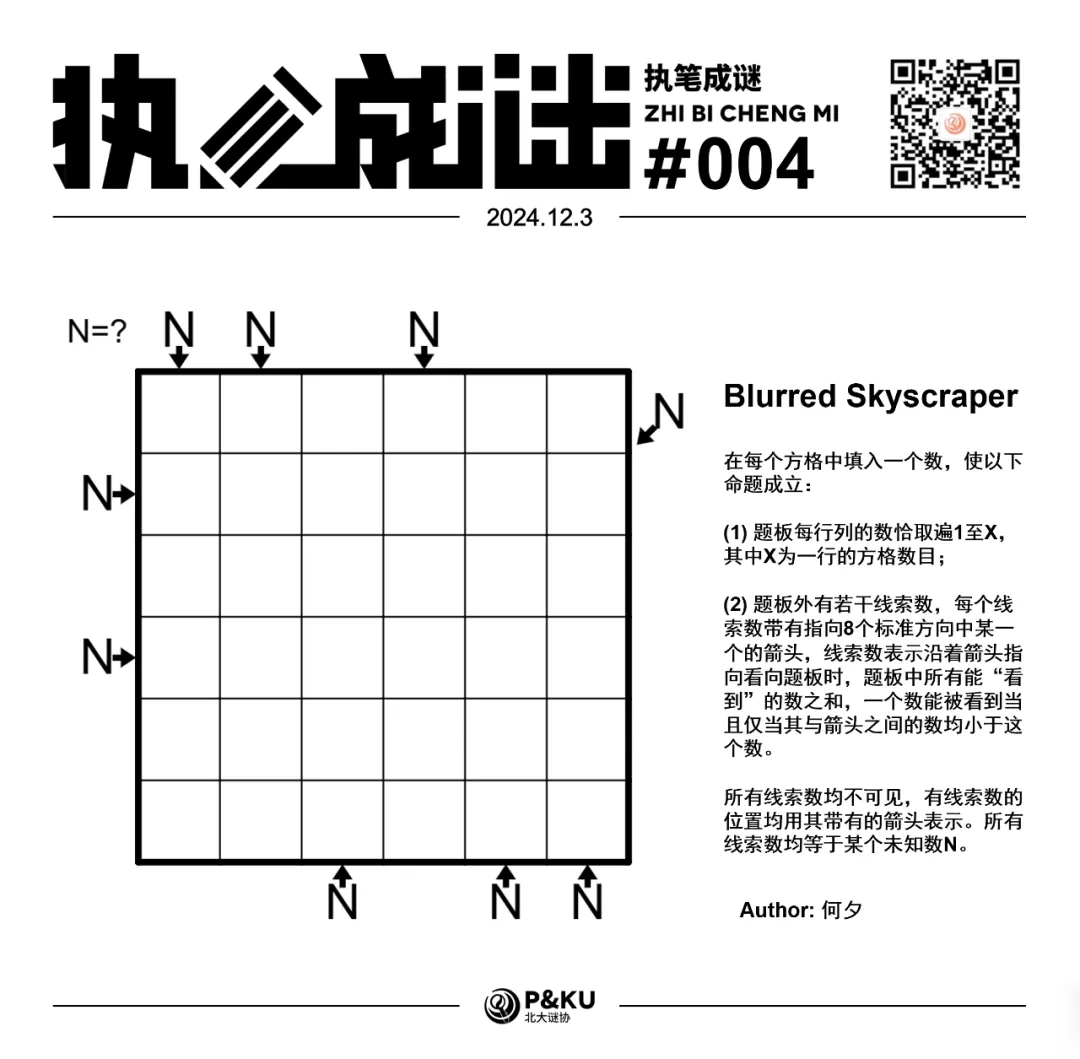 执笔成谜
执笔成谜
ZHI BI CHENG MI
#004
2024.12.3
N=?
N
N
N
N
N
N
N
N
N
Blurred Skyscraper
在每个方格中填入一个数，使以下
命题成立：
(1) 题板每行列的数恰取遍1至X，
其中X为一行的方格数目；
(2) 题板外有若干线索数，每个线
索数带有指向8个标准方向中某一
个的箭头，线索数表示沿着箭头指
向看向题板时，题板中所有能“看
到”的数之和，一个数能被看到当
且仅当其与箭头之间的数均小于这
个数。
所有线索数均不可见，有线索数的
位置均用其带有的箭头表示。所有
线索数均等于某个未知数N。
Author: 何夕
P&KU
北大谜协